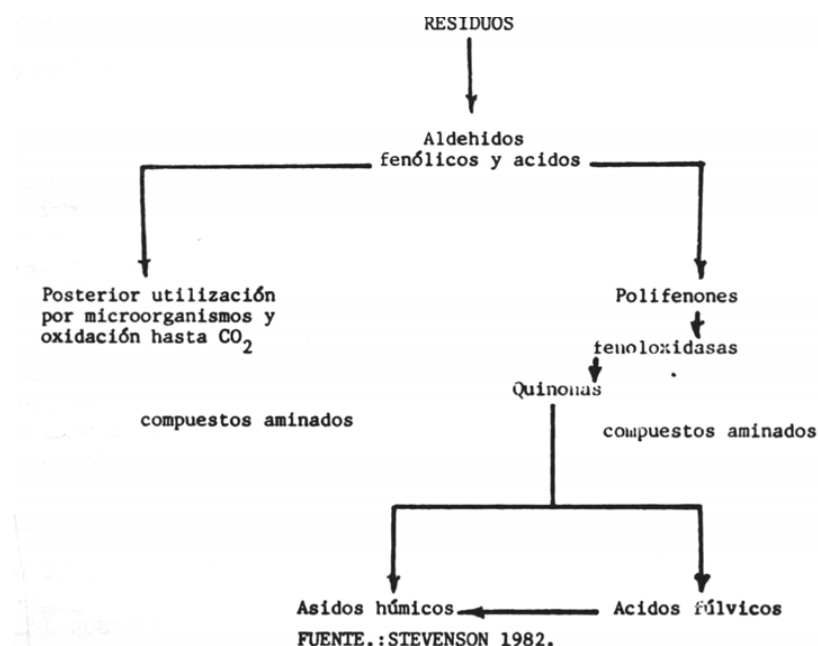 RESIDUOS
Aldehidos
fenólicos y acidos
Posterior utilización
por microorganismos y
oxidación hasta CO₂
Polifenones
fenoloxidasas
Quinonas
compuestos aminados
compuestos aminados
Asidos húmicos
Acidos fúlvicos
FUENTE.:STEVENSON 1982.